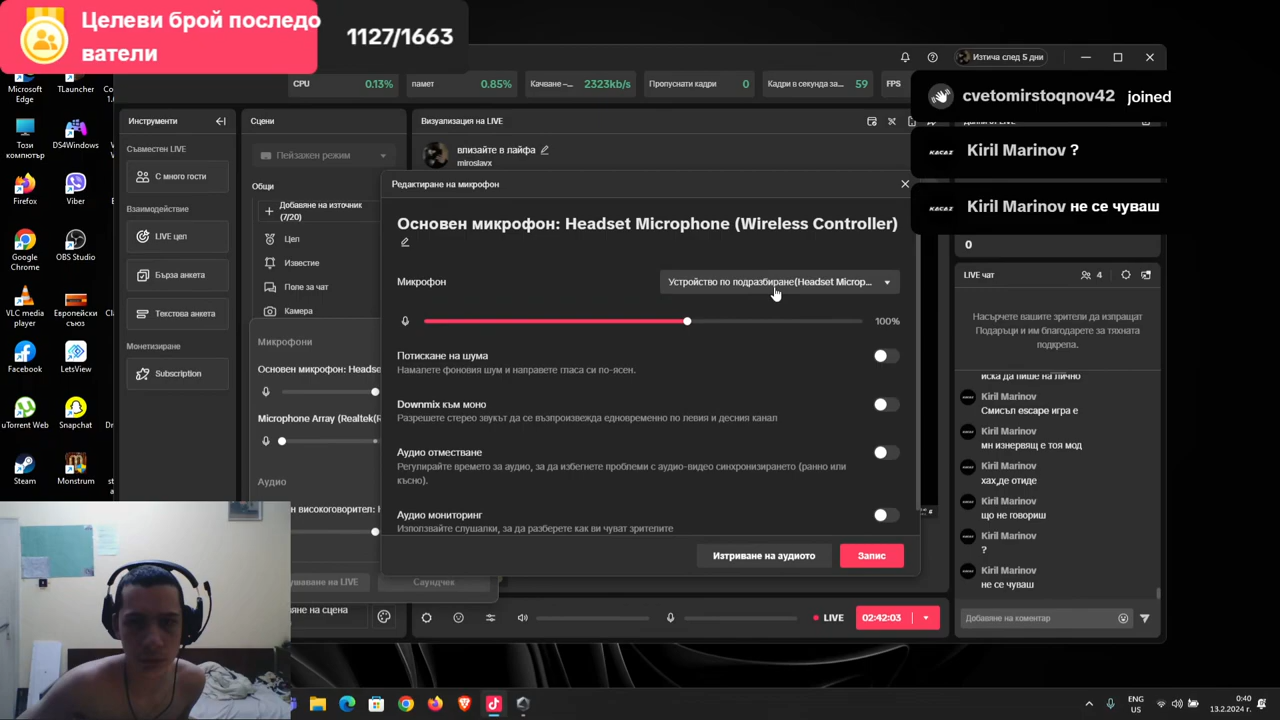 Целеви брой последо
ватели
1127/1663
Изтича след 5 дни
CPU
0.13%
памет
0.85%
Качване –...
2323kb/s
Пропуснати кадри
0
Кадри в секунда за...
59
FPS
cvetomirstoqnov42 joined
Kiril Marinov ?
Kiril Marinov не се чуваш
0
Microsoft
Edge
TLauncher
Този
компютър
DS4Windows
Firefox
Viber
Google
Chrome
OBS Studio
VLC media
player
Европейски
съюз
Facebook
LetsView
uTorrent Web
Snapchat
Steam
Monstrum
Инструменти
Съвместен LIVE
С много гости
Взаимодействие
LIVE цел
Бърза анкета
Текстова анкета
Монетизиране
Subscription
Сцени
Пейзажен режим
Общи
Добавяне на източник
(7/20)
Цел
Известие
Поле за чат
Камера
Микрофони
Основен микрофон: Headse
Microphone Array (Realtek(R
Аудио
Саундчек
Визуализация на LIVE
влизайте в лайфа
miroslavx
Редактиране на микрофон
Основен микрофон: Headset Microphone (Wireless Controller)
Микрофон
Устройство по подразбиране(Headset Microp...
100%
Потискане на шума
Намалете фоновия шум и направете гласа си по-ясен.
Downmix към моно
Разрешете стерео звукът да се възпроизвежда едновременно по левия и десния канал
Аудио отместване
Регулирайте времето за аудио, за да избегнете проблеми с аудио-видео синхронизирането (ранно или
късно).
Аудио мониторинг
Използвайте слушалки, за да разберете как ви чуват зрителите
Изтриване на аудиото
Запис
LIVE
02:42:03
LIVE чат
4
Насърчете вашите зрители да изпращат
Подаръци и им благодарете за тяхната
подкрепа.
иска да пише на лично
Kiril Marinov
Смисъл escape игра е
Kiril Marinov
мн изнервящ е тоя мод
Kiril Marinov
хах,де отиде
Kiril Marinov
що не говориш
Kiril Marinov
?
Kiril Marinov
не се чуваш
Добавяне на коментар
ENG
US
0:40
13.2.2024 г.